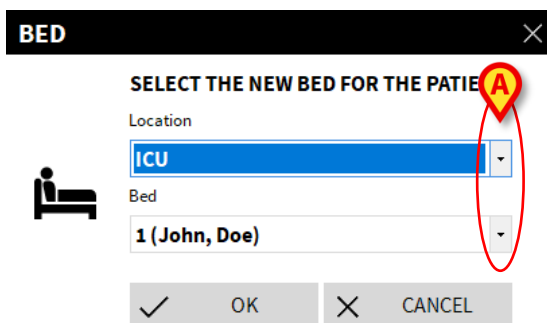 BED
SELECT THE NEW BED FOR THE PATIE
A
Location
ICU
Bed
1 (John, Doe)
OK
CANCEL